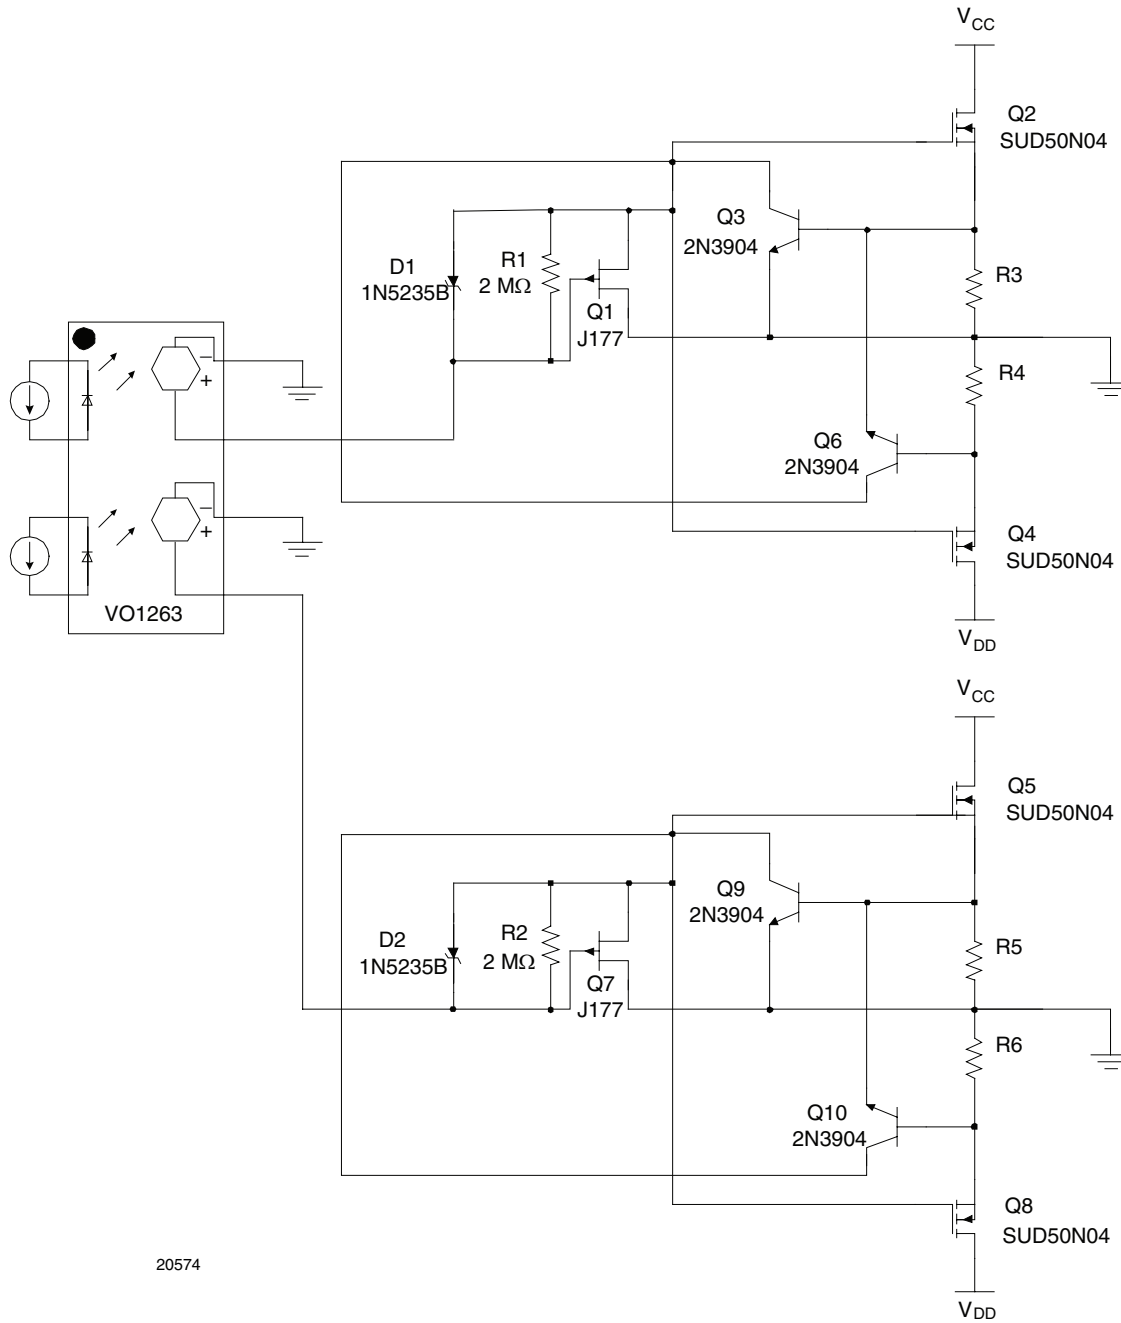 VCC
Q2
SUD50N04
Q3
2N3904
D1
1N5235B
R1
2 MΩ
Q1
J177
R3
R4
–
+
Q6
2N3904
–
+
Q4
SUD50N04
VO1263
VDD
VCC
Q5
SUD50N04
Q9
2N3904
D2
1N5235B
R2
2 MΩ
Q7
J177
R5
R6
Q10
2N3904
Q8
SUD50N04
20574
VDD